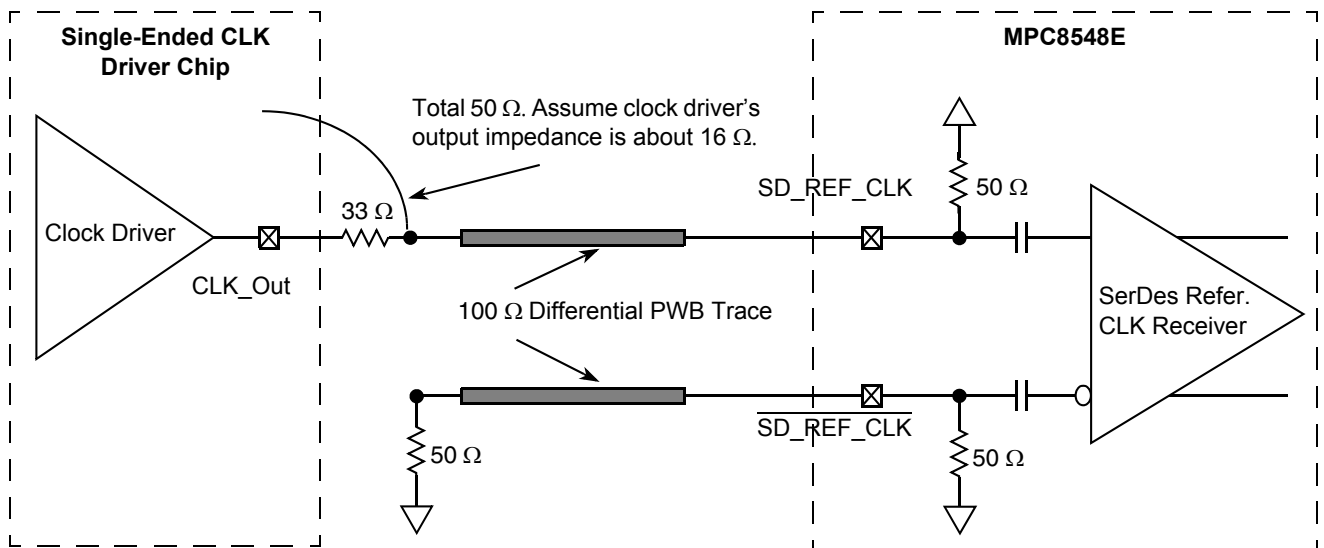 Single-Ended CLK
Driver Chip
MPC8548E
Total 50 Ω. Assume clock driver's
output impedance is about 16 Ω.
SD_REF_CLK
50 Ω
33 Ω
Clock Driver
CLK_Out
100 Ω Differential PWB Trace
SerDes Refer.
CLK Receiver
SD_REF_CLK
50 Ω
50 Ω